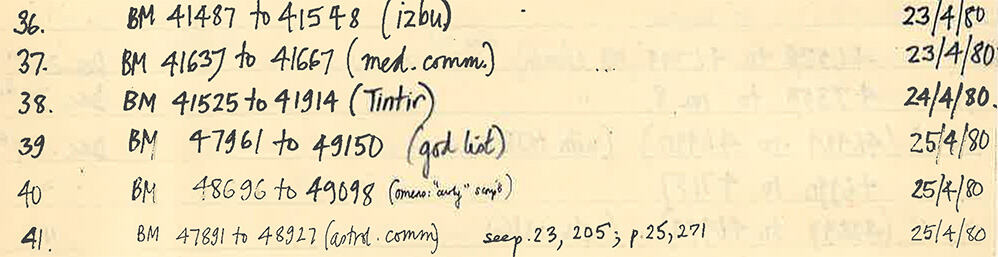 36. BM 41487 to 41548 (izbu) 23/4/80
37. BM 41637 to 41667 (med. comm.) 23/4/80
38. BM 41525 to 41914 (Tintir) 24/4/80.
39 BM 47961 to 49150 (god list) 25/4/80
40 BM 48696 to 49098 (omens: "curly" script) 25/4/80
41. BM 47891 to 48927 (astrol. comm) see p. 23, 205; p. 25, 271 25/4/80